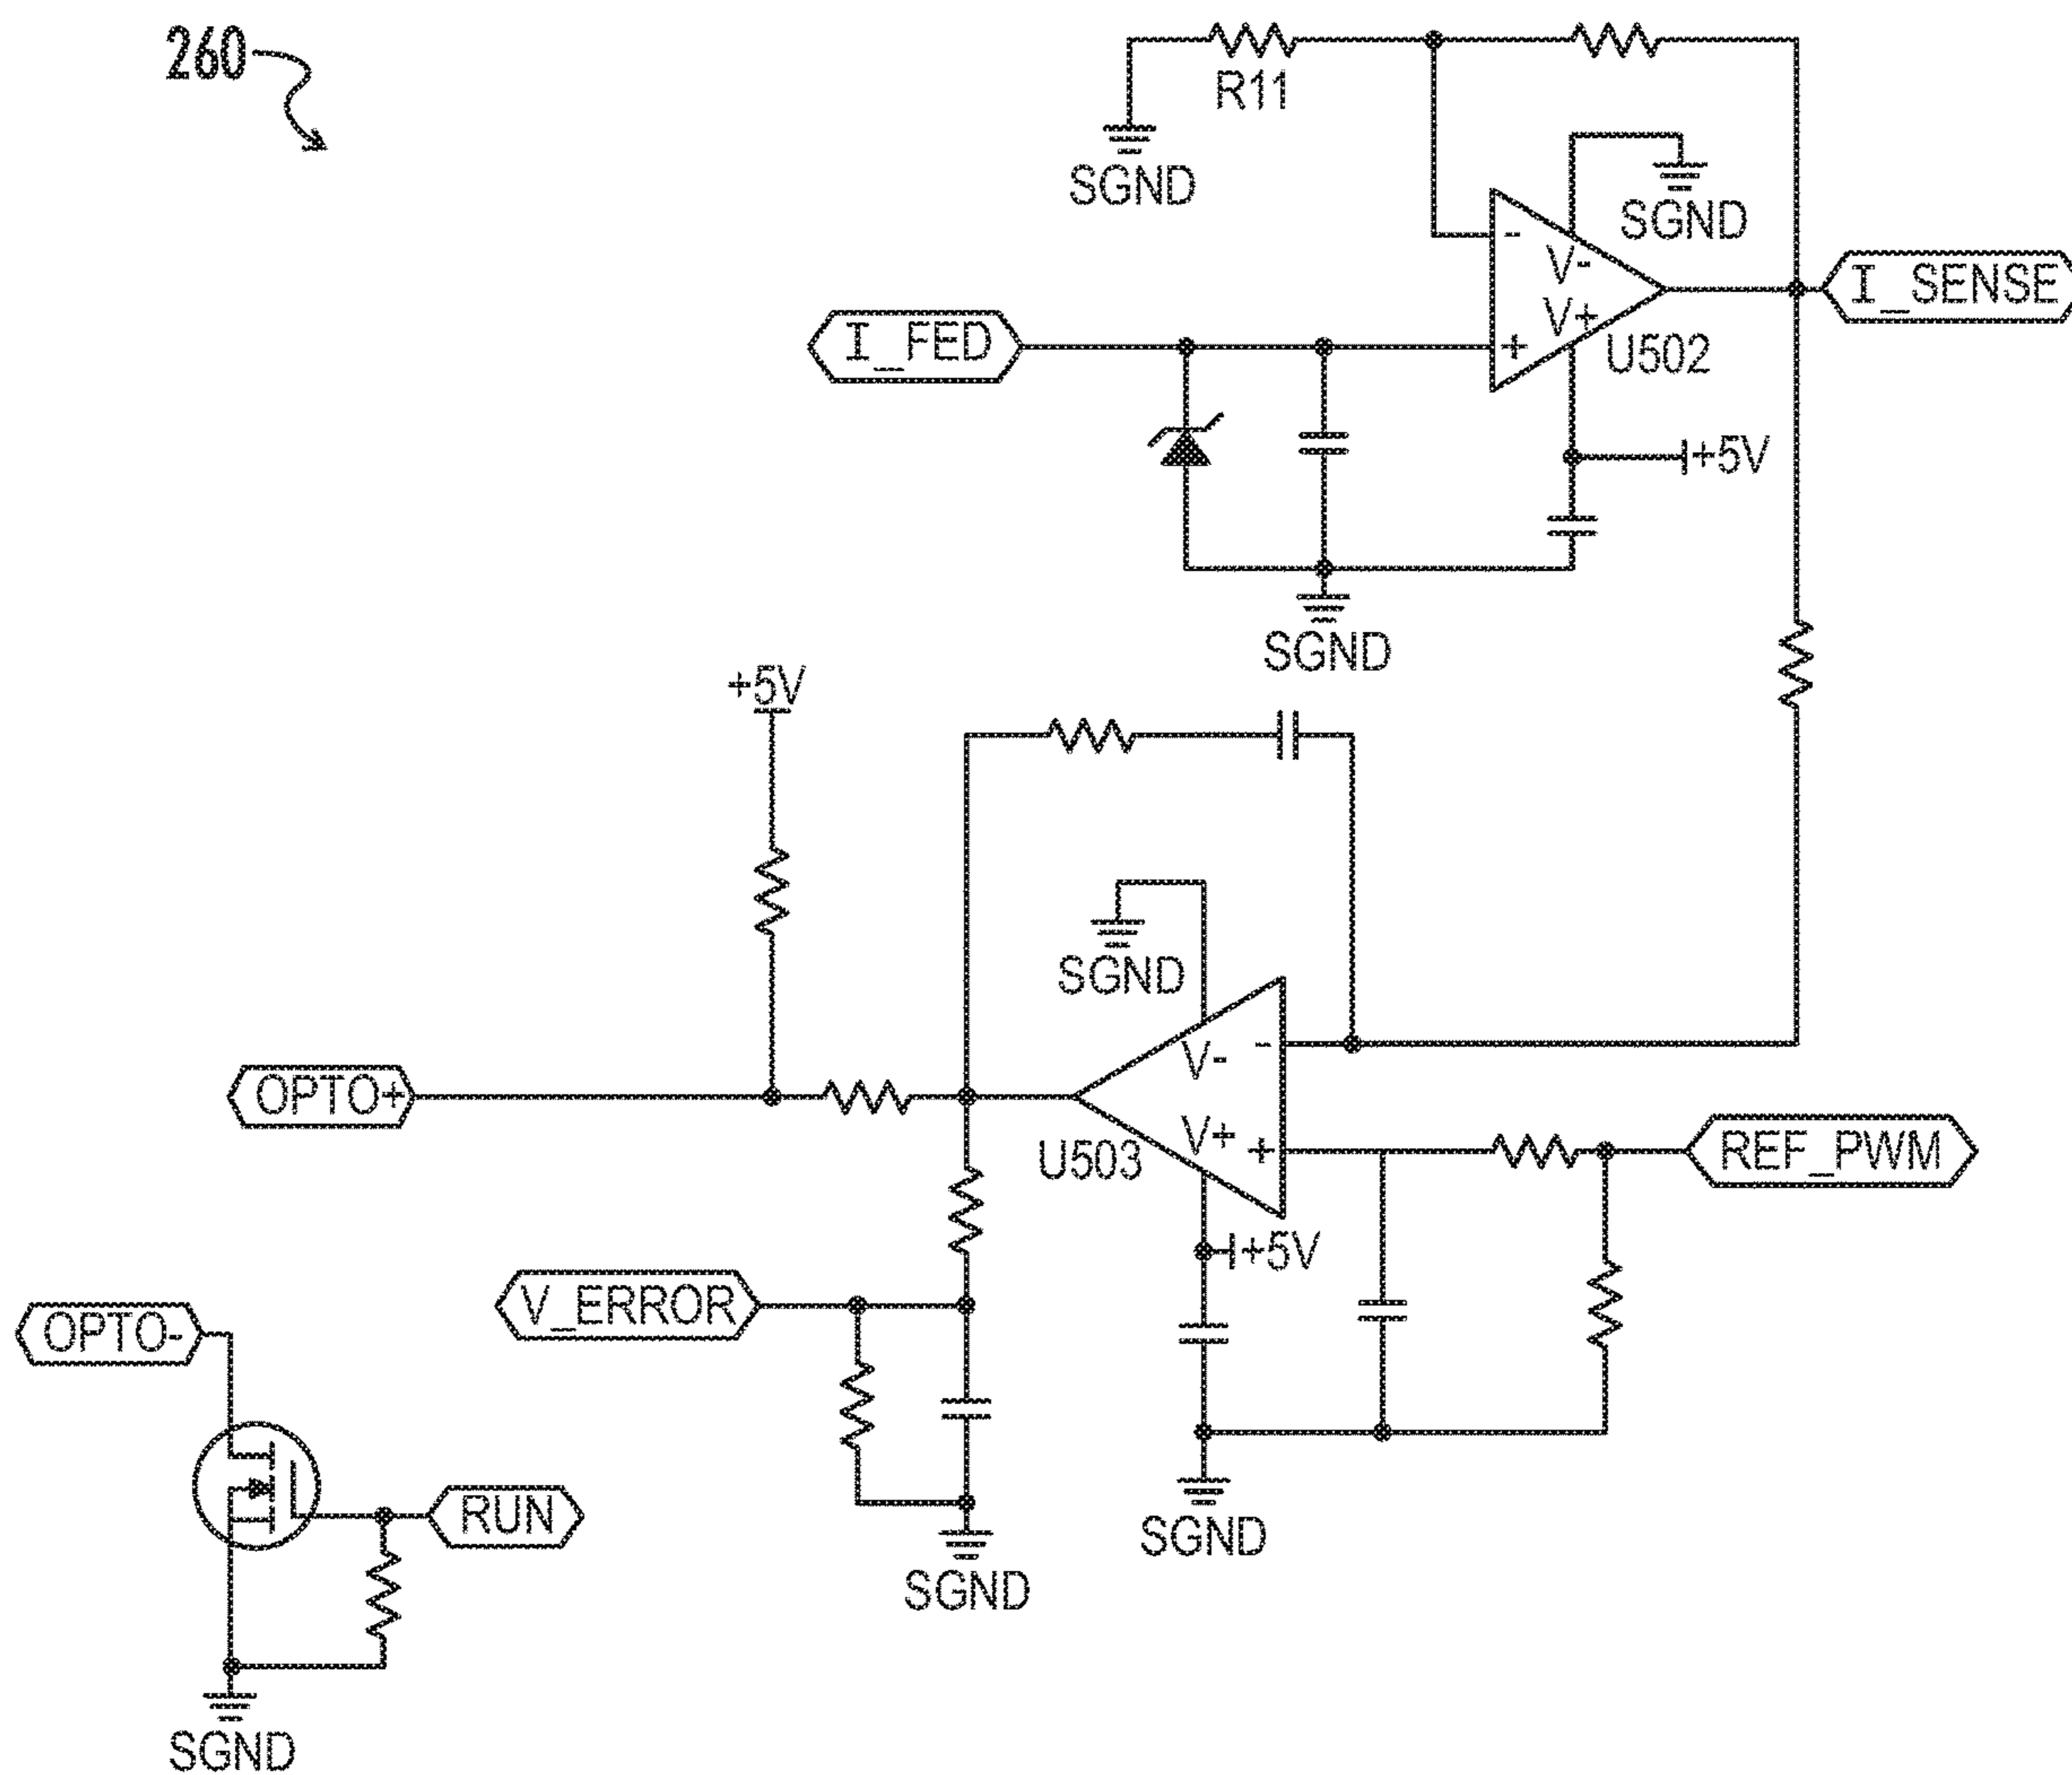 260
R11
SGND
SGND
-
V-
I_SENSE
I_FED
V+
+
U502
+5V
SGND
+5V
SGND
V-
-
OPTO+
V+
+
U503
REF_PWM
+5V
V_ERROR
OPTO-
RUN
SGND
SGND
SGND